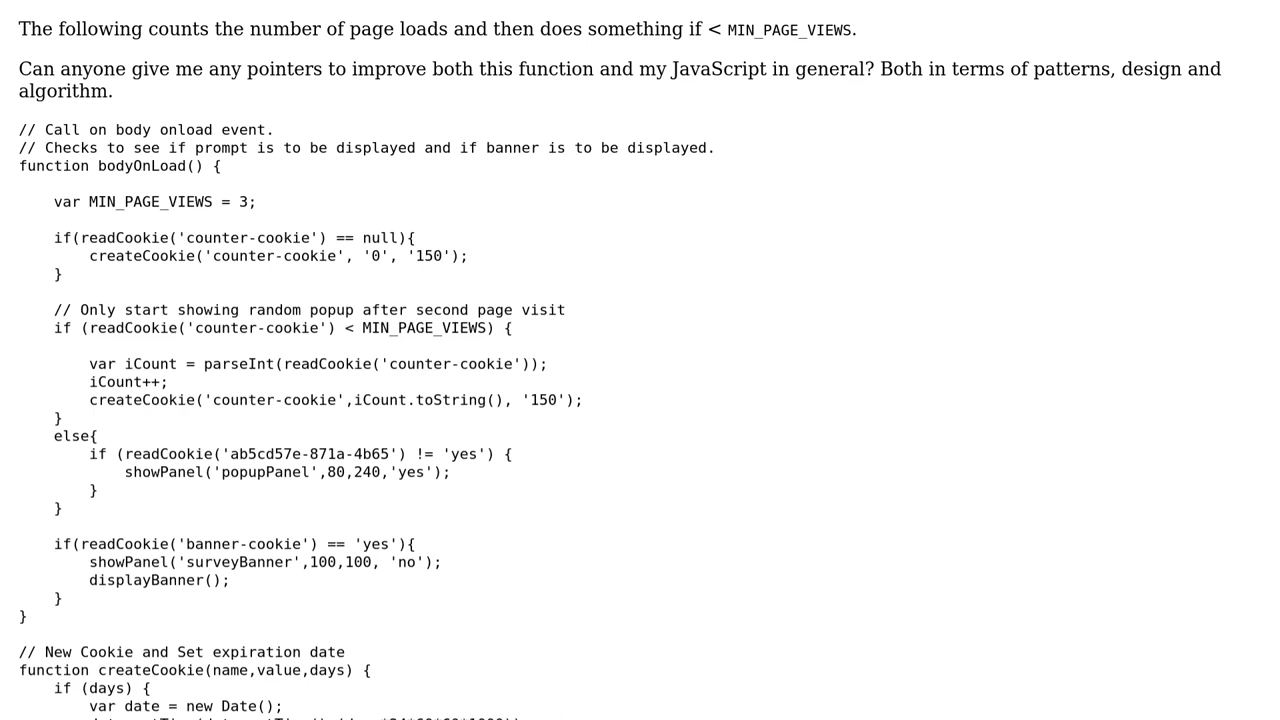 The following counts the number of page loads and then does something if < MIN_PAGE_VIEWS.
Can anyone give me any pointers to improve both this function and my JavaScript in general? Both in terms of patterns, design and
algorithm.
// Call on body onload event.
// Checks to see if prompt is to be displayed and if banner is to be displayed.
function bodyOnLoad() {
    var MIN_PAGE_VIEWS = 3;
    if(readCookie('counter-cookie') == null){
        createCookie('counter-cookie', '0', '150');
    }
    // Only start showing random popup after second page visit
    if (readCookie('counter-cookie') < MIN_PAGE_VIEWS) {
        var iCount = parseInt(readCookie('counter-cookie'));
        iCount++;
        createCookie('counter-cookie',iCount.toString(), '150');
    }
    else{
        if (readCookie('ab5cd57e-871a-4b65') != 'yes') {
            showPanel('popupPanel',80,240,'yes');
        }
    }
    if(readCookie('banner-cookie') == 'yes'){
        showPanel('surveyBanner',100,100, 'no');
        displayBanner();
    }
}
// New Cookie and Set expiration date
function createCookie(name,value,days) {
    if (days) {
        var date = new Date();